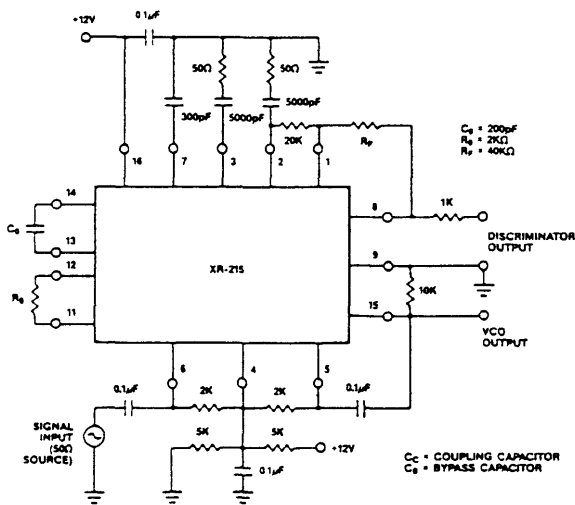 +12V
0.1µF
50Ω
50Ω
300pF
5000pF
5000pF
20K
RF
C0 = 200pF
R0 = 2KΩ
RF = 40KΩ
16
7
3
2
1
14
C0
13
12
R0
11
XR-215
8
1K
DISCRIMINATOR
OUTPUT
9
10K
15
VCO
OUTPUT
6
4
5
0.1µF
2K
2K
0.1µF
SIGNAL
INPUT
(50Ω
SOURCE)
5K
5K
+12V
0.1µF
CC = COUPLING CAPACITOR
CB = BYPASS CAPACITOR